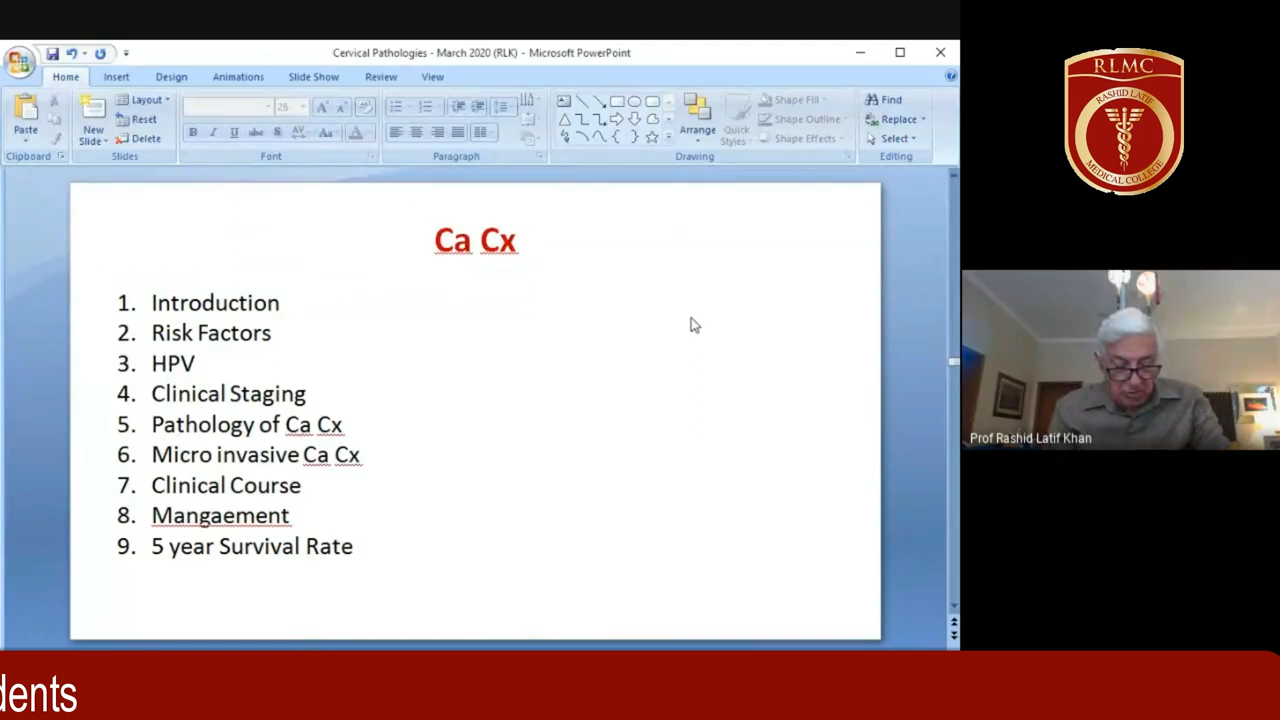 Cervical Pathologies - March 2020 (RLK) - Microsoft PowerPoint
Home Insert Design Animations Slide Show Review View
Paste
Clipboard
New Slide
Layout
Reset
Delete
Slides
28
B I U abe S AV Aa A
Font
Paragraph
Arrange
Quick Styles
Shape Fill
Shape Outline
Shape Effects
Drawing
Find
Replace
Select
Editing
Ca Cx
1. Introduction
2. Risk Factors
3. HPV
4. Clinical Staging
5. Pathology of Ca Cx
6. Micro invasive Ca Cx
7. Clinical Course
8. Mangaement
9. 5 year Survival Rate
RLMC
RASHID LATIF
MEDICAL COLLEGE
Prof Rashid Latif Khan
dents